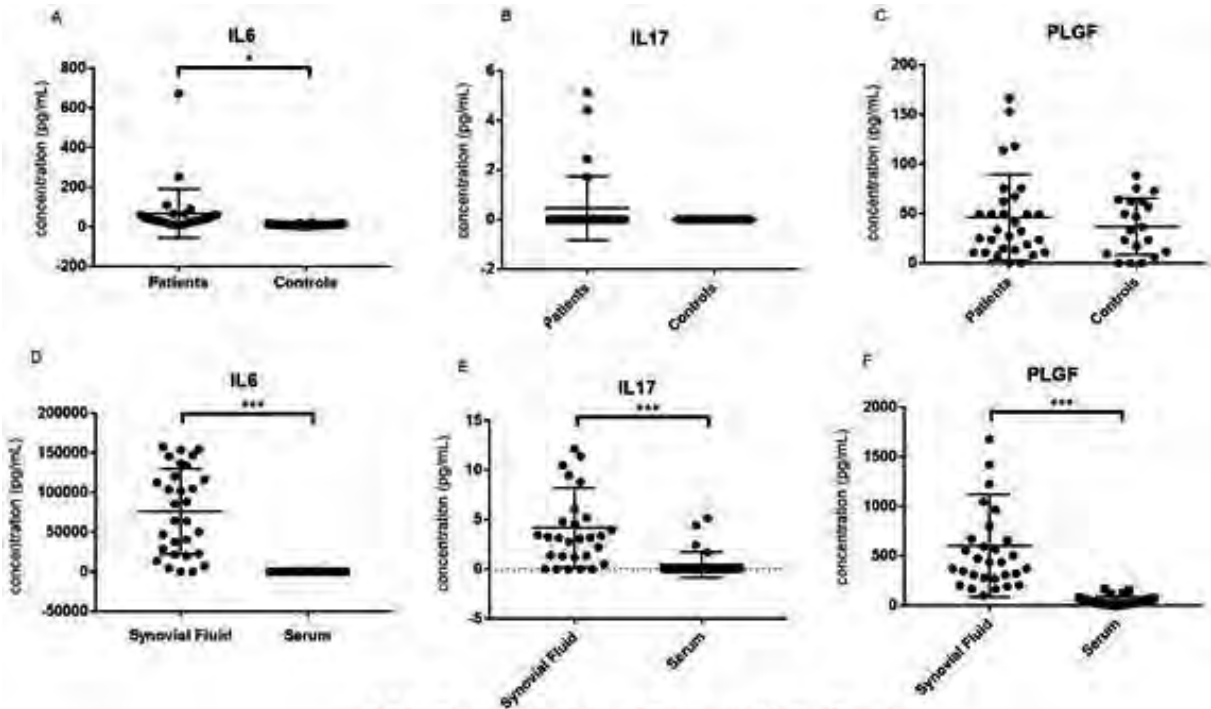 A
IL6
concentration (pg/mL)
800
600
400
200
0
-200
*
Patients
Controls
B
IL17
concentration (pg/mL)
6
4
2
0
-2
Patients
Controls
C
PLGF
concentration (pg/mL)
200
150
100
50
0
Patients
Controls
D
IL6
concentration (pg/mL)
200000
150000
100000
50000
0
-50000
***
Synovial Fluid
Serum
E
IL17
concentration (pg/mL)
15
10
5
0
-5
***
Synovial Fluid
Serum
F
PLGF
concentration (pg/mL)
2000
1500
1000
500
0
***
Synovial Fluid
Serum